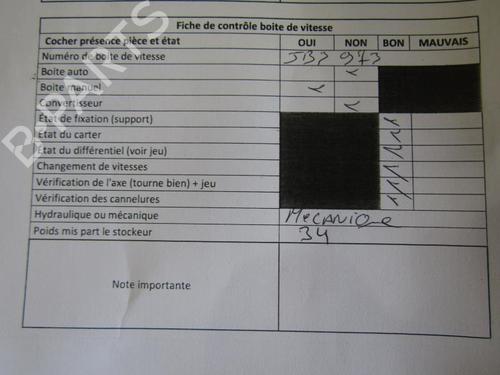 Fiche de contrôle boite de vitesse
Cocher présence pièce et état OUI NON BON MAUVAIS
Numéro de boite de vitesse 5B3 973
Boite auto
Boite manuel
Convertisseur
État de fixation (support)
État du carter
État du différentiel (voir jeu)
Changement de vitesses
Vérification de l'axe (tourne bien) + jeu
Vérification des cannelures
Hydraulique ou mécanique MECANIQUE
Poids mis part le stockeur 34
Note importante
B-PARTS